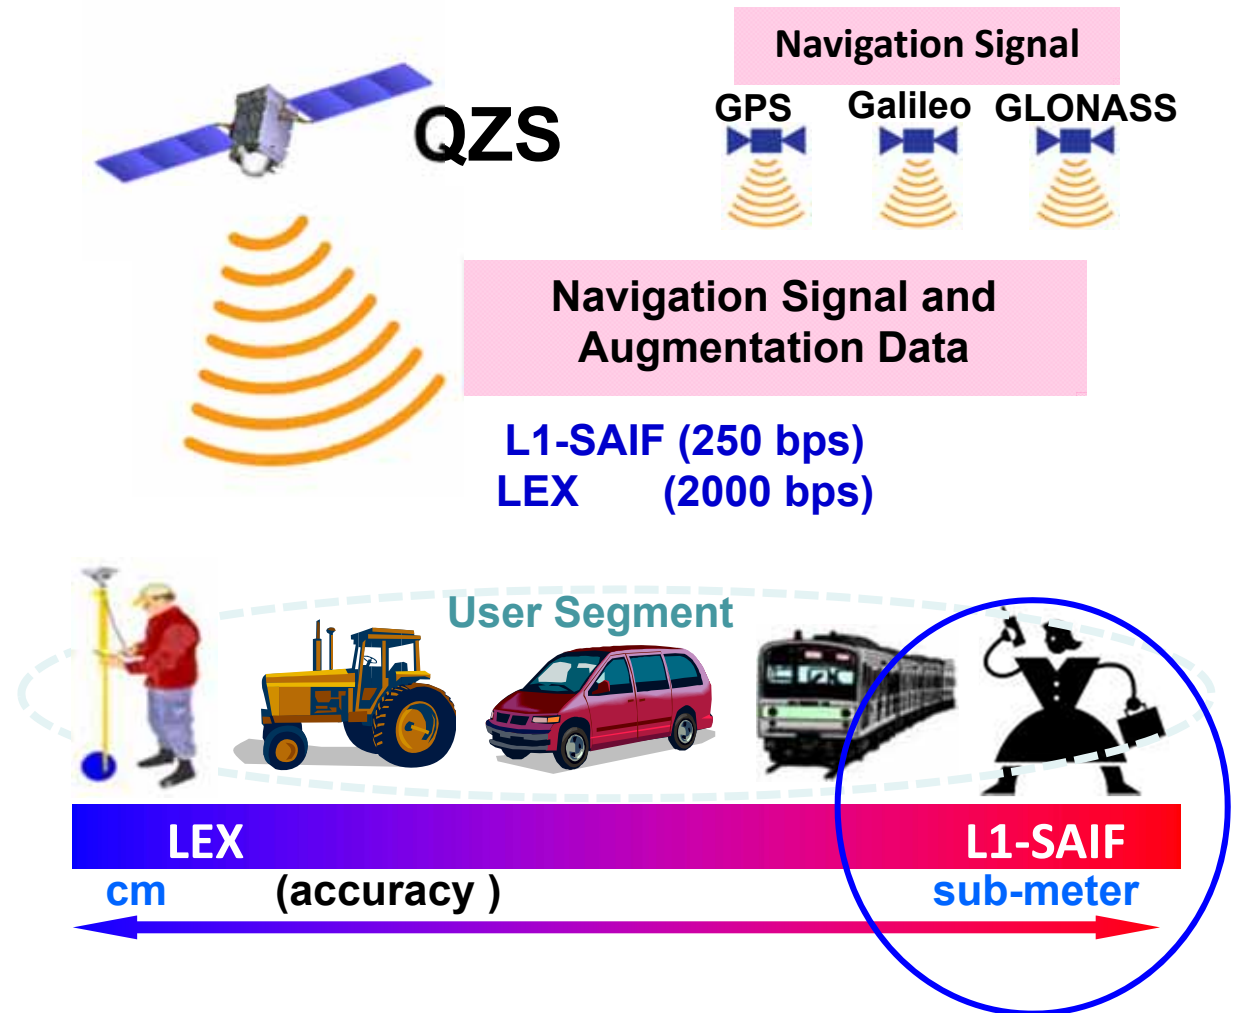 Navigation Signal
GPS Galileo GLONASS
QZS
Navigation Signal and
Augmentation Data
L1-SAIF (250 bps)
LEX (2000 bps)
User Segment
LEX L1-SAIF
cm (accuracy ) sub-meter